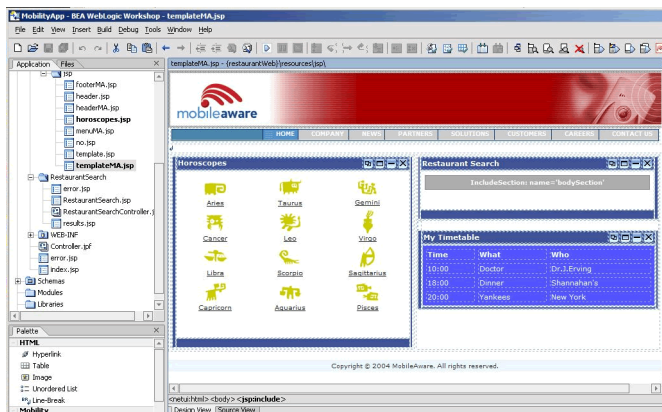 MobilityApp - BEA WebLogic Workshop - templateMA.jsp
File Edit View Insert Build Debug Tools Window Help
Application Files
templateMA.jsp - {restaurantWeb}\resources\jsp\
jsp
footerMA.jsp
header.jsp
headerMA.jsp
horoscopes.jsp
menuMA.jsp
no.jsp
template.jsp
templateMA.jsp
RestaurantSearch
error.jsp
RestaurantSearch.jsp
RestaurantSearchController.j
results.jsp
WEB-INF
Controller.jpf
error.jsp
index.jsp
Schemas
Modules
Libraries
Palette
HTML
Hyperlink
Table
Image
Unordered List
Line-Break
Mobility
mobileaware
HOME COMPANY NEWS PARTNERS SOLUTIONS CUSTOMERS CAREERS CONTACT US
Horoscopes
Aries Taurus Gemini
Cancer Leo Virgo
Libra Scorpio Sagittarius
Capricorn Aquarius Pisces
Restaurant Search
IncludeSection: name='bodySection'
My Timetable
Time What Who
10:00 Doctor Dr.J.Erving
18:00 Dinner Shannahan's
20:00 Yankees New York
Copyright © 2004 MobileAware. All rights reserved.
<netui:html> <body> <jsp:include>
Design View Source View